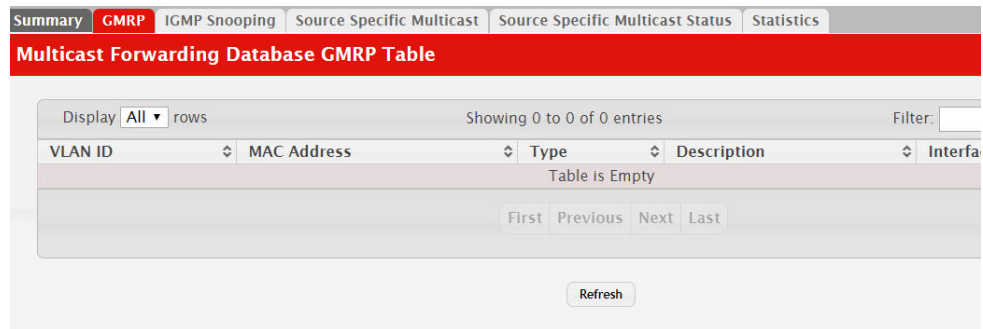 Summary GMRP IGMP Snooping Source Specific Multicast Source Specific Multicast Status Statistics
Multicast Forwarding Database GMRP Table
Display All rows Showing 0 to 0 of 0 entries Filter:
VLAN ID MAC Address Type Description Interfa
Table is Empty
First Previous Next Last
Refresh